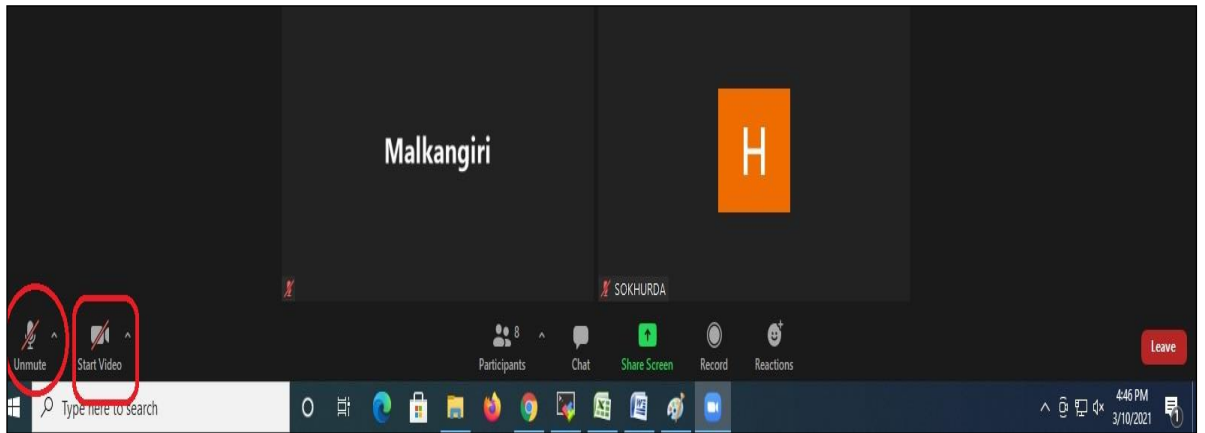 Malkangiri
H
SOKHURDA
8
Unmute
Start Video
Participants
Chat
Share Screen
Record
Reactions
Leave
Type here to search
4:46 PM
3/10/2021
1